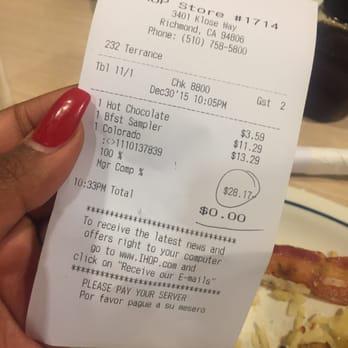 IHOP Store #1714
3401 Klose Way
Richmond, CA 94806
Phone: (510) 758-5800
232 Terrance
Tbl 11/1 Chk 8800 Gst 2
Dec30'15 10:05PM
1 Hot Chocolate $3.59
1 Bfst Sampler $11.29
1 Colorado $13.29
:<>1110137839
100 %
Mgr Comp % $28.17
10:33PM Total $0.00
********************************
To receive the latest news and
offers right to your computer
go to www.IHOP.com and
click on "Receive our E-mails"
********************************
PLEASE PAY YOUR SERVER
Por favor pague a su mesero